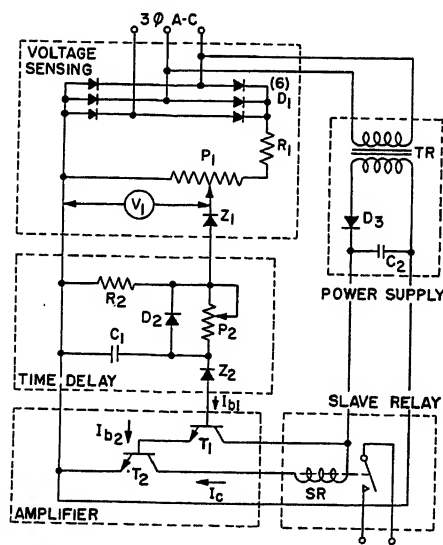 3φ A-C
VOLTAGE
SENSING
(6)
D1
R1
P1
V1
Z1
TR
D3
C2
POWER SUPPLY
R2
D2
P2
C1
Z2
TIME DELAY
Ib1
SLAVE RELAY
Ib2
T1
T2
Ic
SR
AMPLIFIER